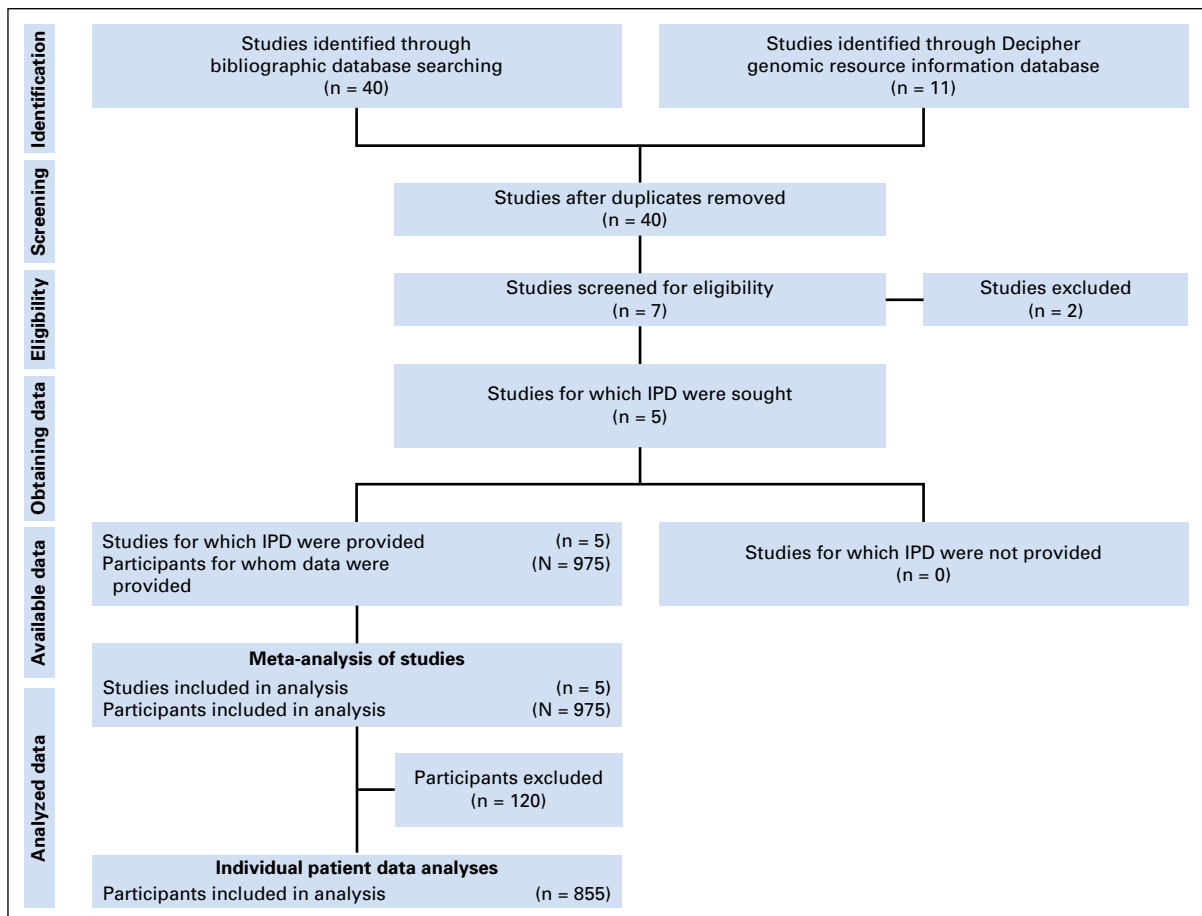 Identification
Studies identified through
bibliographic database searching
(n = 40)
Studies identified through Decipher
genomic resource information database
(n = 11)
Screening
Studies after duplicates removed
(n = 40)
Eligibility
Studies screened for eligibility
(n = 7)
Studies excluded
(n = 2)
Obtaining data
Studies for which IPD were sought
(n = 5)
Available data
Studies for which IPD were provided (n = 5)
Participants for whom data were (N = 975)
provided
Studies for which IPD were not provided
(n = 0)
Meta-analysis of studies
Studies included in analysis (n = 5)
Participants included in analysis (N = 975)
Analyzed data
Participants excluded
(n = 120)
Individual patient data analyses
Participants included in analysis (n = 855)